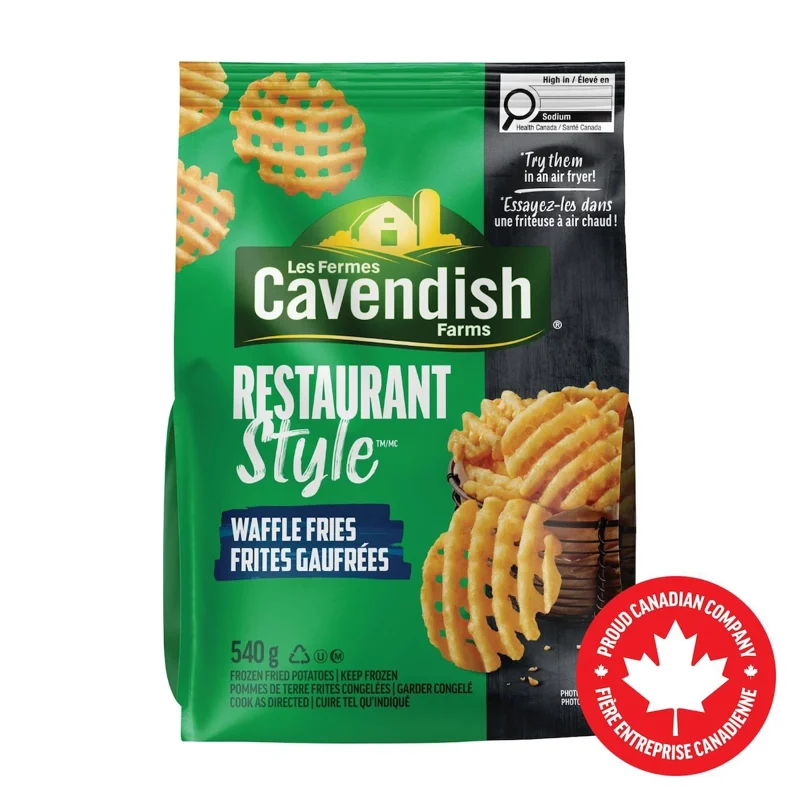 High in / Élevé en
Sodium
Health Canada / Santé Canada
*Try them
in an air fryer!
*Essayez-les dans
une friteuse à air chaud!
Les Fermes
Cavendish
Farms
®
RESTAURANT
Style TM/MC
WAFFLE FRIES
FRITES GAUFRÉES
540 g U M
FROZEN FRIED POTATOES | KEEP FROZEN
POMMES DE TERRE FRITES CONGELÉES | GARDER CONGELÉ
COOK AS DIRECTED | CUIRE TEL QU'INDIQUÉ
PROUD CANADIAN COMPANY
FIÈRE ENTREPRISE CANADIENNE